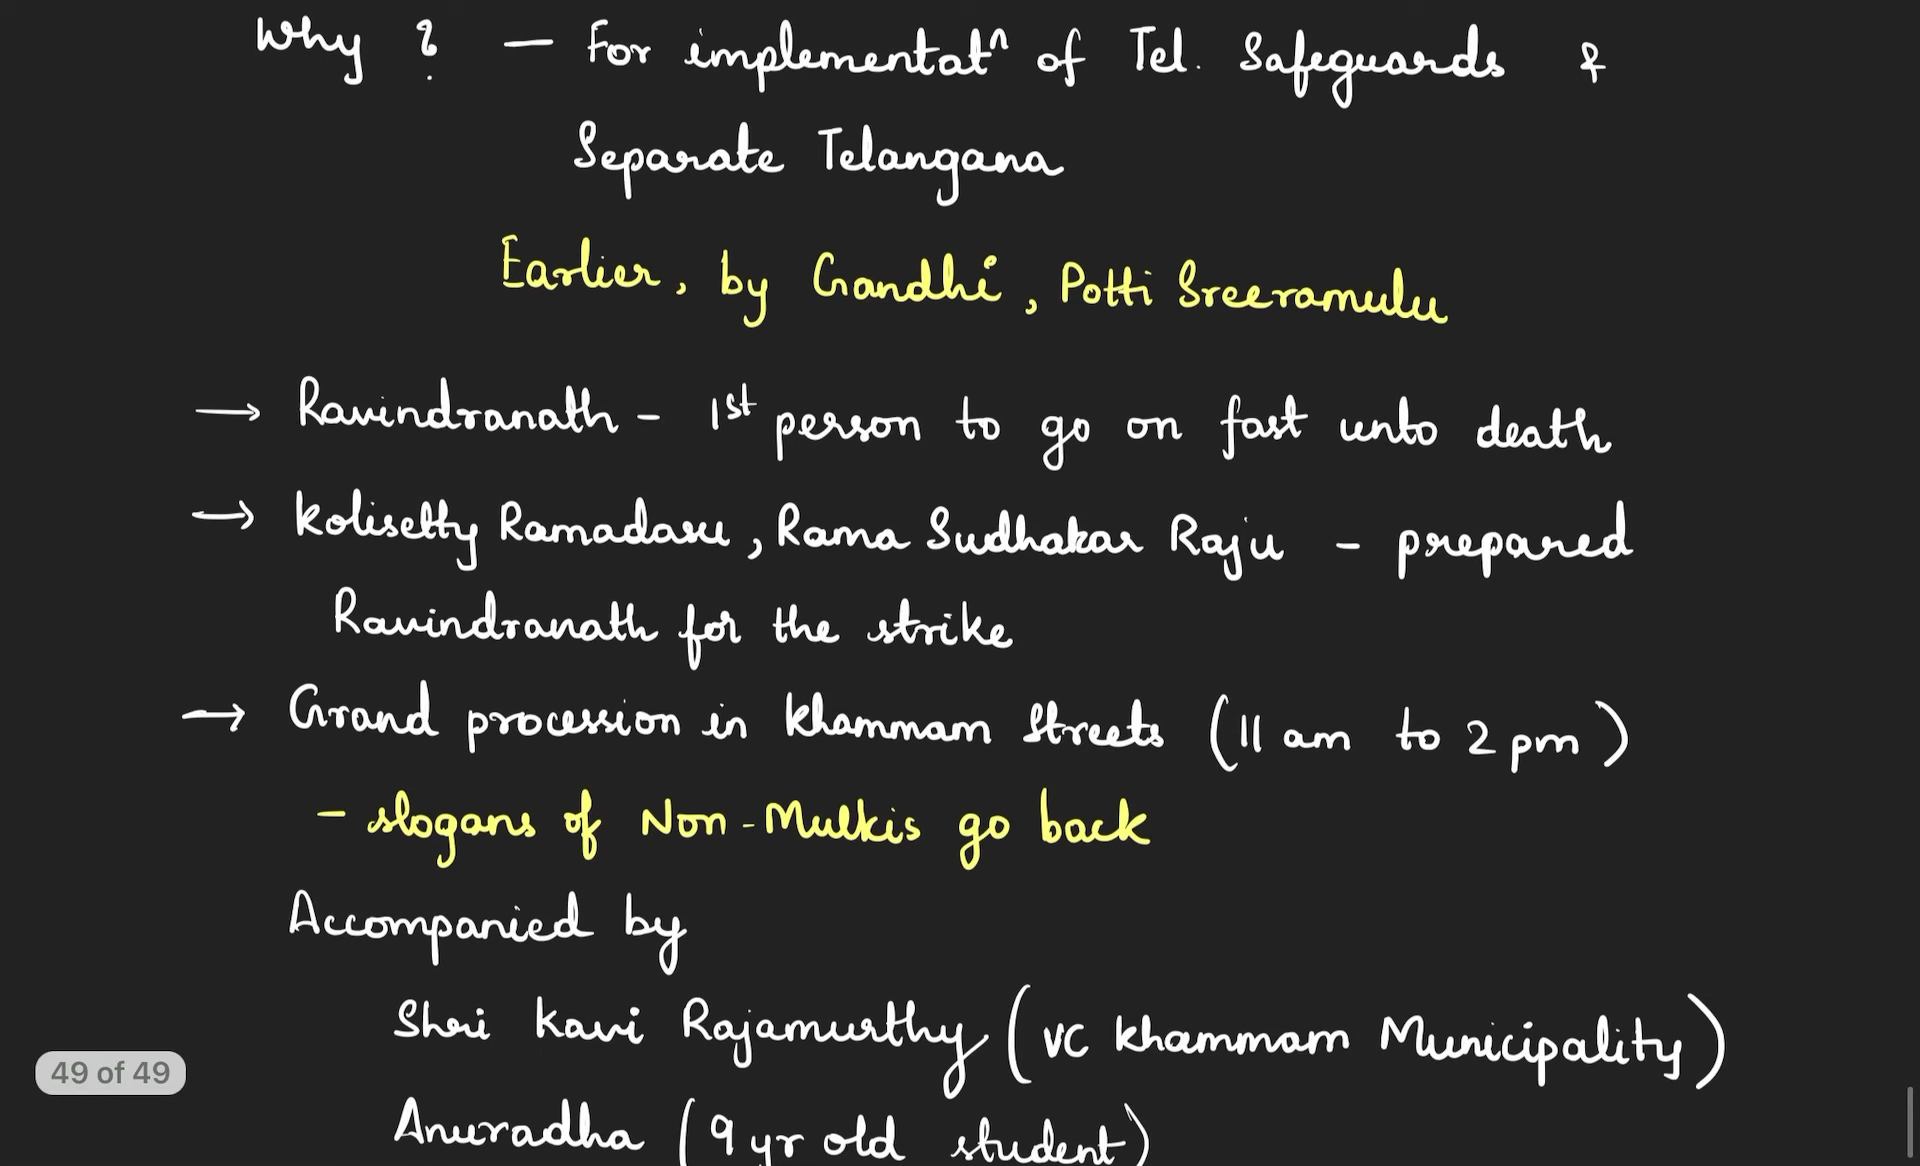 Why ? — For implementatⁿ of Tel. Safeguards &
Separate Telangana
Earlier, by Gandhi, Potti Sreeramulu
→ Ravindranath - 1st person to go on fast unto death
→ Kolisetty Ramadasu, Rama Sudhakar Raju - prepared
Ravindranath for the strike
→ Grand procession in Khammam Streets (11 am to 2 pm)
- slogans of Non-Mulkis go back
Accompanied by
Shri Kavi Rajamurthy (VC Khammam Municipality)
Anuradha (9 yr old student)
49 of 49